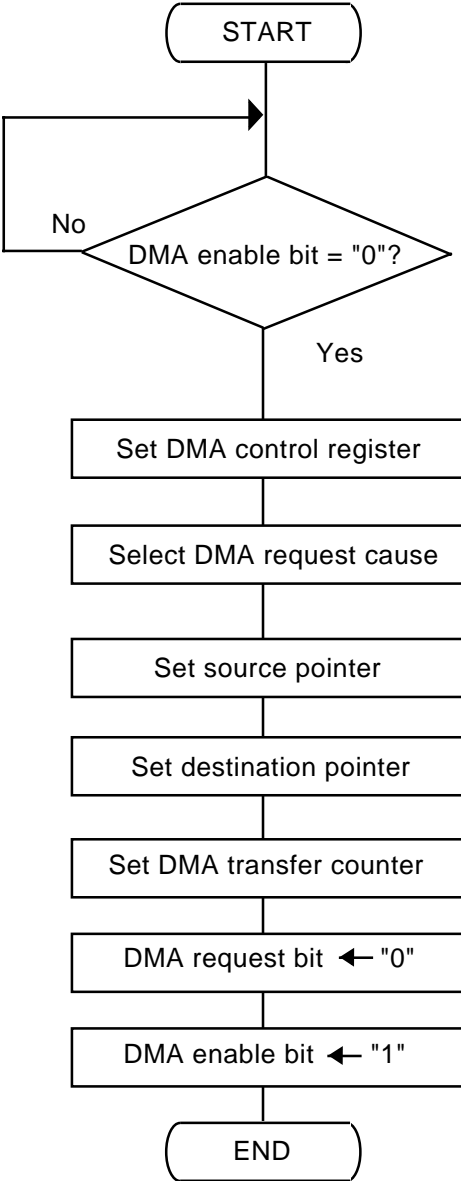 START
No
DMA enable bit = "0"?
Yes
Set DMA control register
Select DMA request cause
Set source pointer
Set destination pointer
Set DMA transfer counter
DMA request bit ← "0"
DMA enable bit ← "1"
END